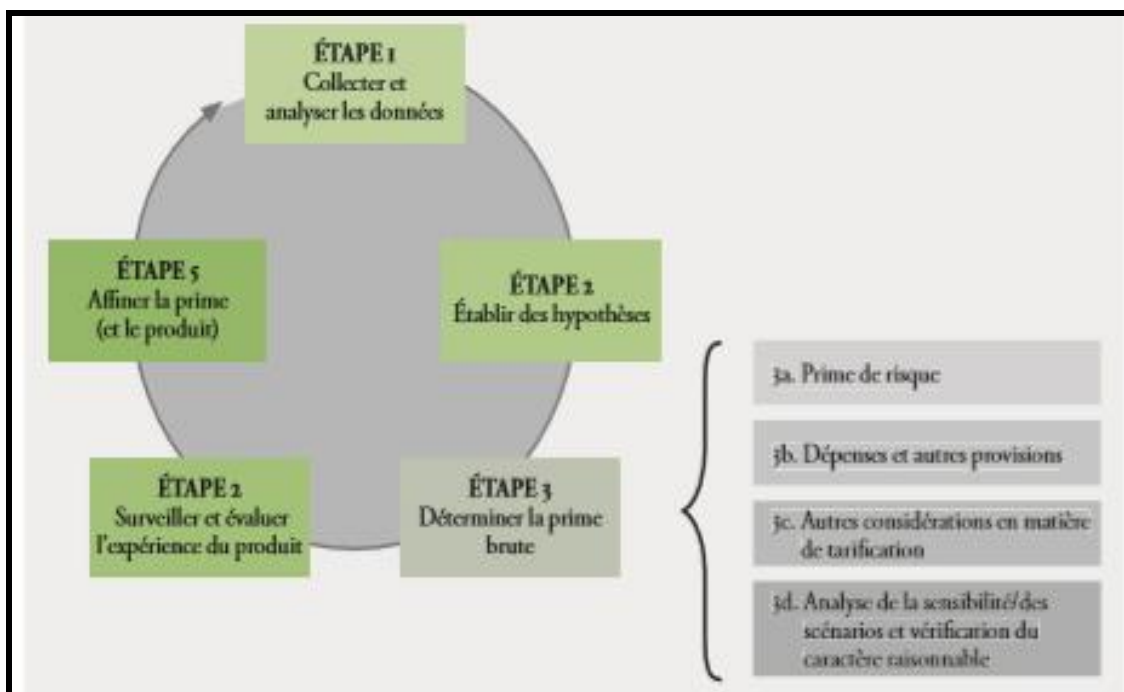 ÉTAPE 1
Collecter et
analyser les données
ÉTAPE 2
Établir des hypothèses
ÉTAPE 3
Déterminer la prime
brute
3a. Prime de risque
3b. Dépenses et autres provisions
3c. Autres considérations en matière
de tarification
3d. Analyse de la sensibilité/des
scénarios et vérification du
caractère raisonnable
ÉTAPE 2
Surveiller et évaluer
l'expérience du produit
ÉTAPE 5
Affiner la prime
(et le produit)